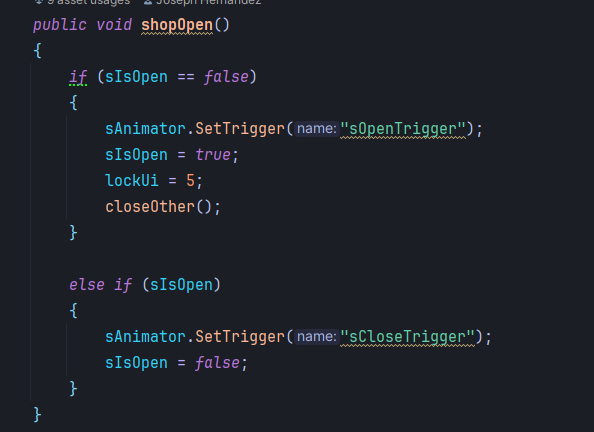 9 asset usages Joseph Hernandez
public void shopOpen()
{
if (sIsOpen == false)
{
sAnimator.SetTrigger(name:"sOpenTrigger");
sIsOpen = true;
lockUi = 5;
closeOther();
}
else if (sIsOpen)
{
sAnimator.SetTrigger(name:"sCloseTrigger");
sIsOpen = false;
}
}